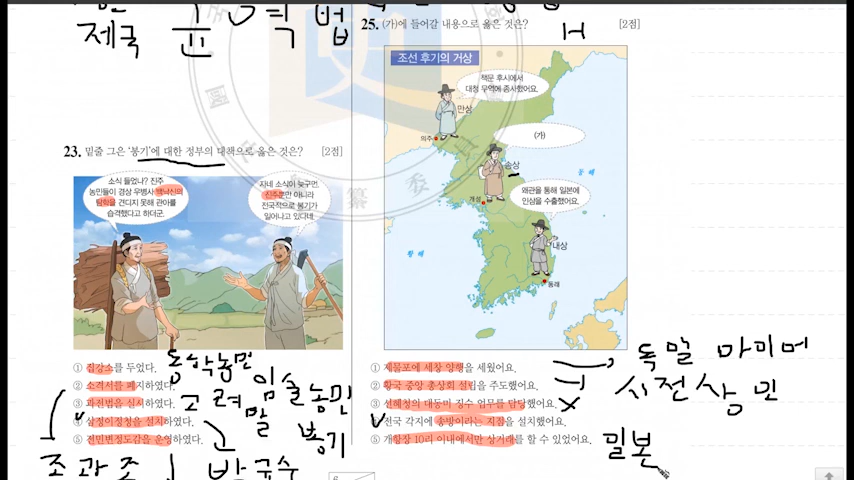 제국
법
23. 밑줄 그은 '봉기'에 대한 정부의 대책으로 옳은 것은? [2점]
소식 들었나? 진주
농민들이 경상 우병사 백낙신의
탐학을 견디지 못해 관아를
습격했다고 하더군.
자네 소식이 늦구먼.
진주뿐만 아니라
전국적으로 봉기가
일어나고 있다네.
① 집강소를 두었다.
② 소격서를 폐지하였다.
③ 과전법을 실시하였다.
④ 삼정이정청을 설치하였다.
⑤ 전민변정도감을 운영하였다.
동학농민
임술농민
봉기
고려말
조광조
박규수
25. (가)에 들어갈 내용으로 옳은 것은? [2점]
조선 후기의 거상
책문 후시에서
대청 무역에 종사했어요.
만상
의주
(가)
송상
개성
왜관을 통해 일본에
인삼을 수출했어요.
내상
동래
동해
황해
① 제물포에 세창 양행을 세웠어요.
② 황국 중앙 총상회 설립을 주도했어요.
③ 선혜청의 대동미 징수 업무를 담당했어요.
④ 전국 각지에 송방이라는 지점을 설치했어요.
⑤ 개항장 10리 이내에서만 상거래를 할 수 있었어요.
독일 마이어
시전상인
일본